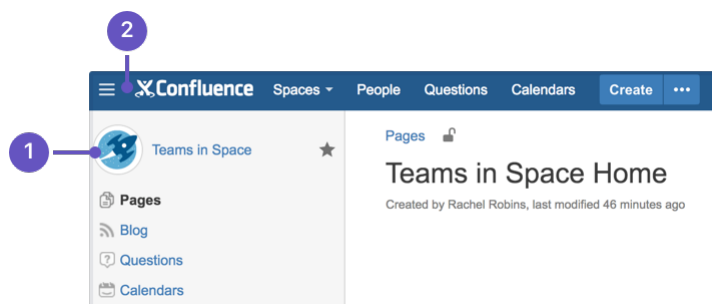 2
Confluence Spaces People Questions Calendars Create ...
1
Teams in Space
Pages
Blog
Questions
Calendars
Pages
Teams in Space Home
Created by Rachel Robins, last modified 46 minutes ago